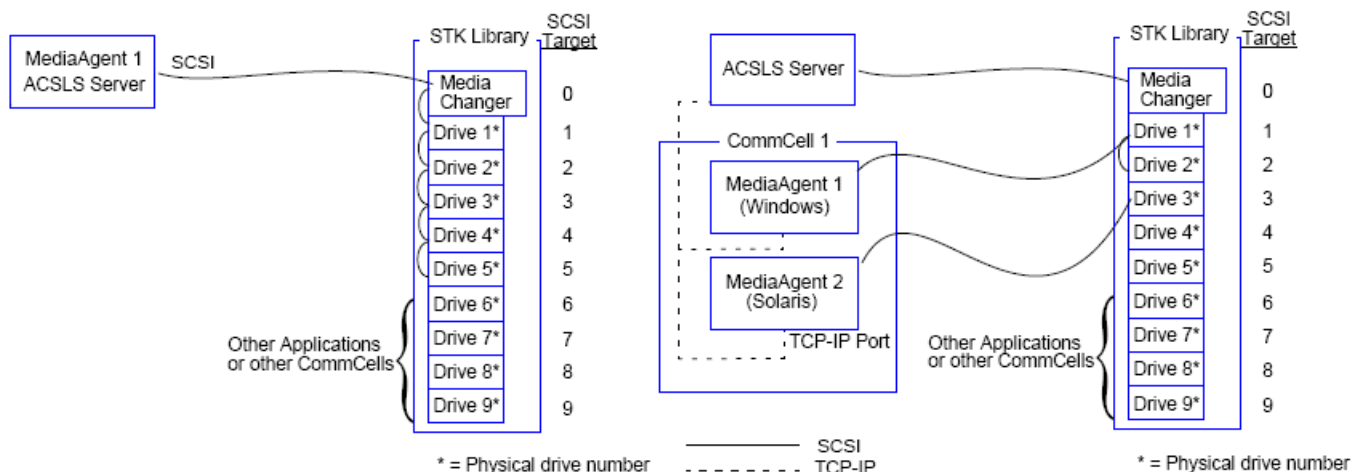 MediaAgent 1
ACSLS Server
SCSI
STK Library
SCSI
Target
Media
Changer
0
Drive 1*
1
Drive 2*
2
Drive 3*
3
Drive 4*
4
Drive 5*
5
Drive 6*
6
Drive 7*
7
Drive 8*
8
Drive 9*
9
Other Applications
or other CommCells
* = Physical drive number
ACSLS Server
CommCell 1
MediaAgent 1
(Windows)
MediaAgent 2
(Solaris)
TCP-IP Port
SCSI
TCP-IP
STK Library
SCSI
Target
Media
Changer
0
Drive 1*
1
Drive 2*
2
Drive 3*
3
Drive 4*
4
Drive 5*
5
Drive 6*
6
Drive 7*
7
Drive 8*
8
Drive 9*
9
Other Applications
or other CommCells
* = Physical drive number